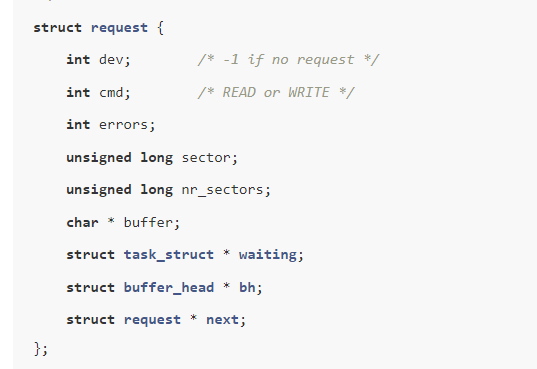 struct request {
int dev; /* -1 if no request */
int cmd; /* READ or WRITE */
int errors;
unsigned long sector;
unsigned long nr_sectors;
char * buffer;
struct task_struct * waiting;
struct buffer_head * bh;
struct request * next;
};